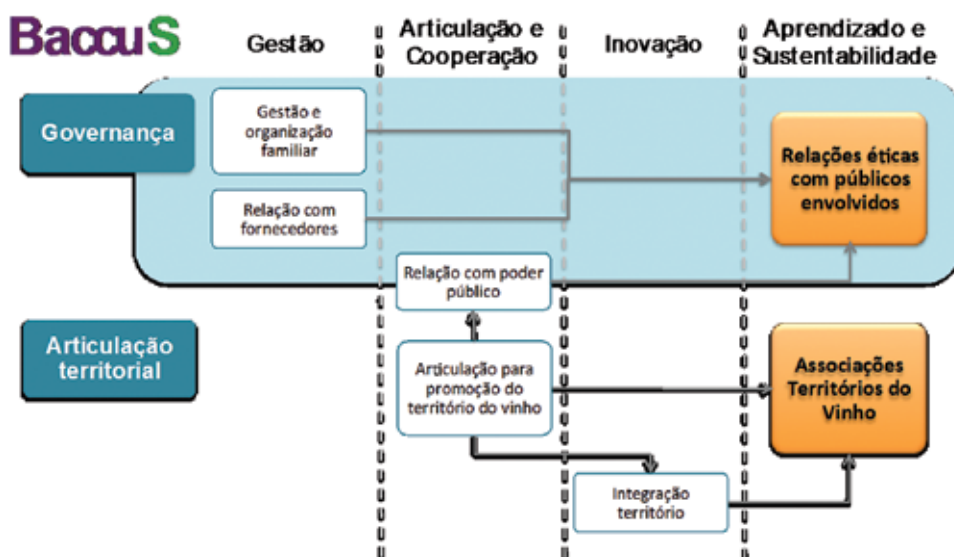 BaccuS
Gestão
Articulação e
Cooperação
Inovação
Aprendizado e
Sustentabilidade
Governança
Gestão e
organização
familiar
Relações éticas
com públicos
envolvidos
Relação com
fornecedores
Relação com poder
público
Articulação
territorial
Articulação para
promoção do
território do vinho
Associações
Territórios do
Vinho
Integração
território